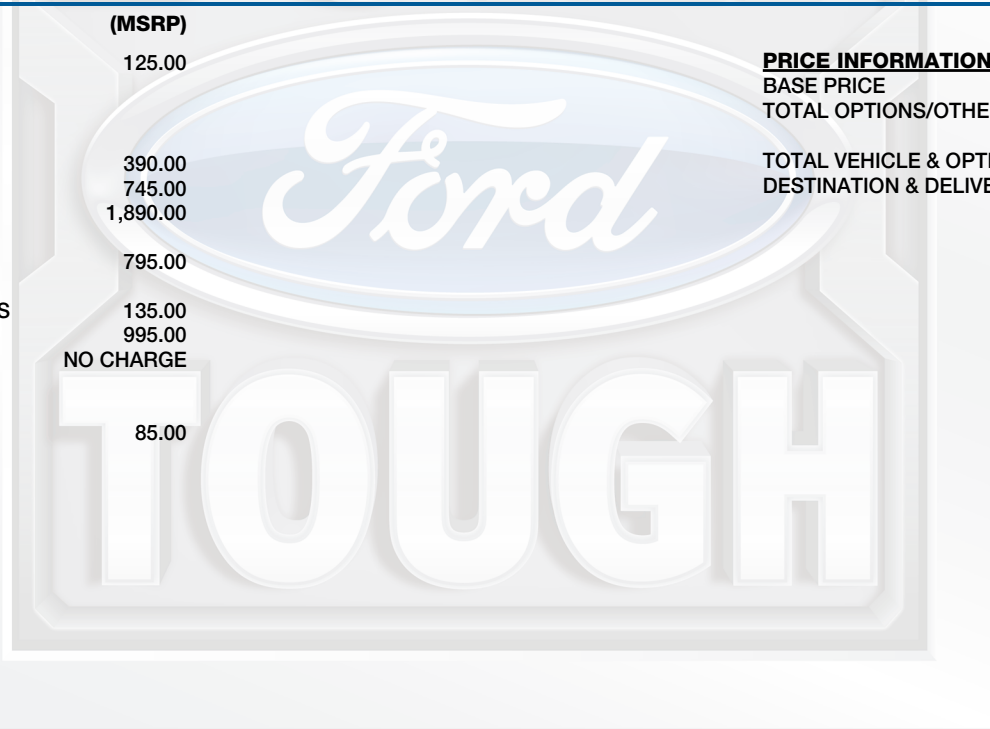 (MSRP)
125.00
390.00
745.00
1,890.00
795.00
S 135.00
995.00
NO CHARGE
85.00
PRICE INFORMATION
BASE PRICE
TOTAL OPTIONS/OTHE
TOTAL VEHICLE & OPTI
DESTINATION & DELIVE
Ford
TOUGH